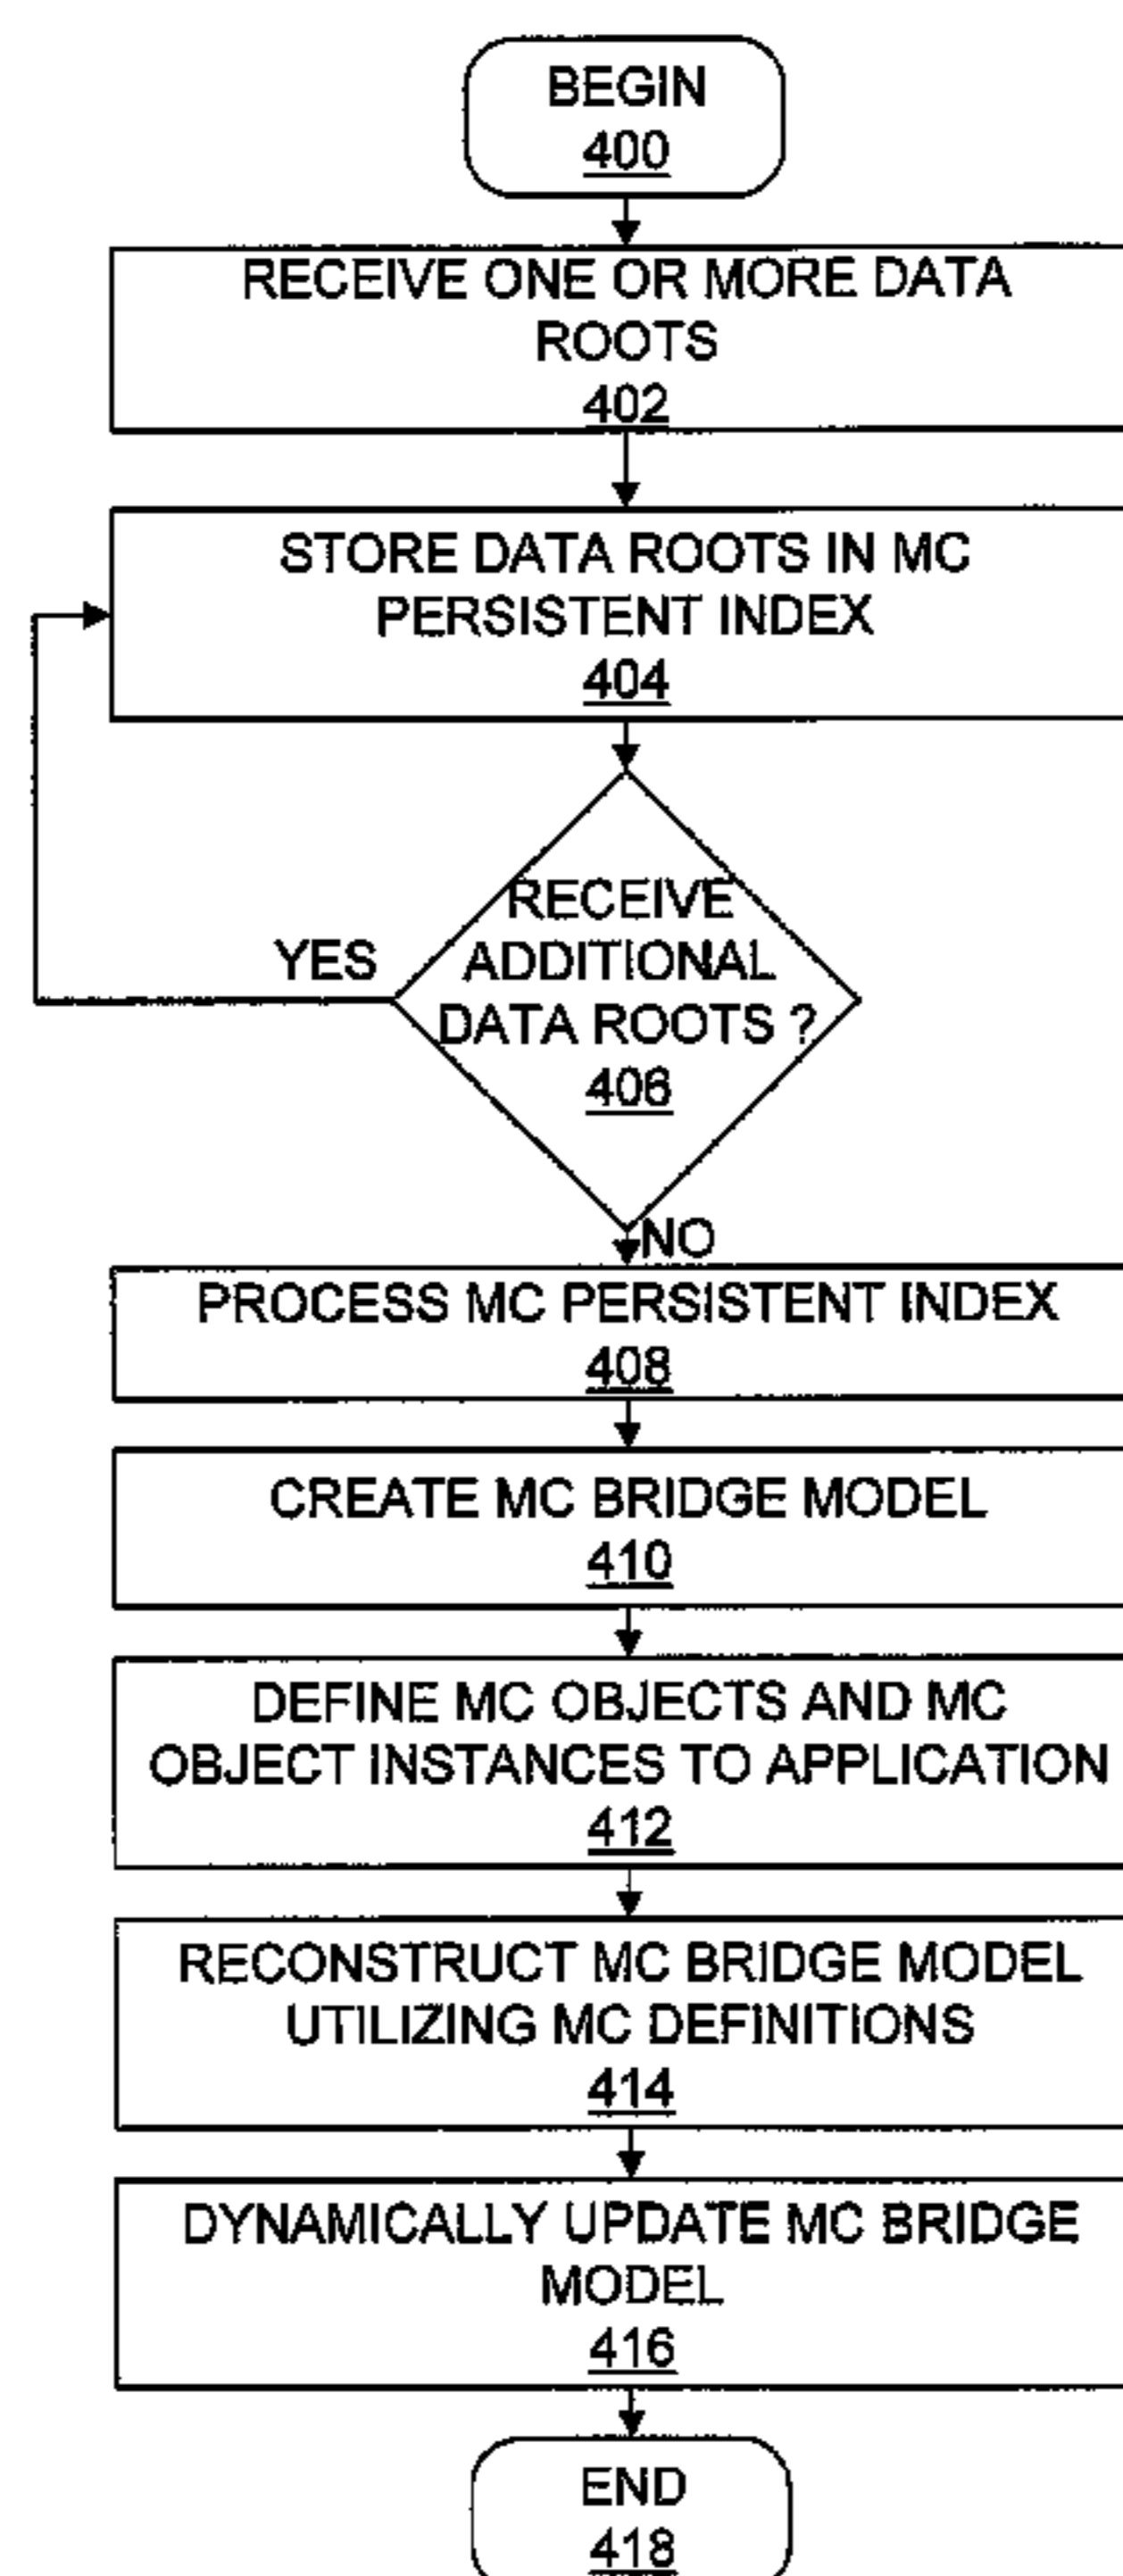 BEGIN
400
RECEIVE ONE OR MORE DATA
ROOTS
402
STORE DATA ROOTS IN MC
PERSISTENT INDEX
404
RECEIVE
ADDITIONAL
DATA ROOTS ?
406
YES
NO
PROCESS MC PERSISTENT INDEX
408
CREATE MC BRIDGE MODEL
410
DEFINE MC OBJECTS AND MC
OBJECT INSTANCES TO APPLICATION
412
RECONSTRUCT MC BRIDGE MODEL
UTILIZING MC DEFINITIONS
414
DYNAMICALLY UPDATE MC BRIDGE
MODEL
416
END
418